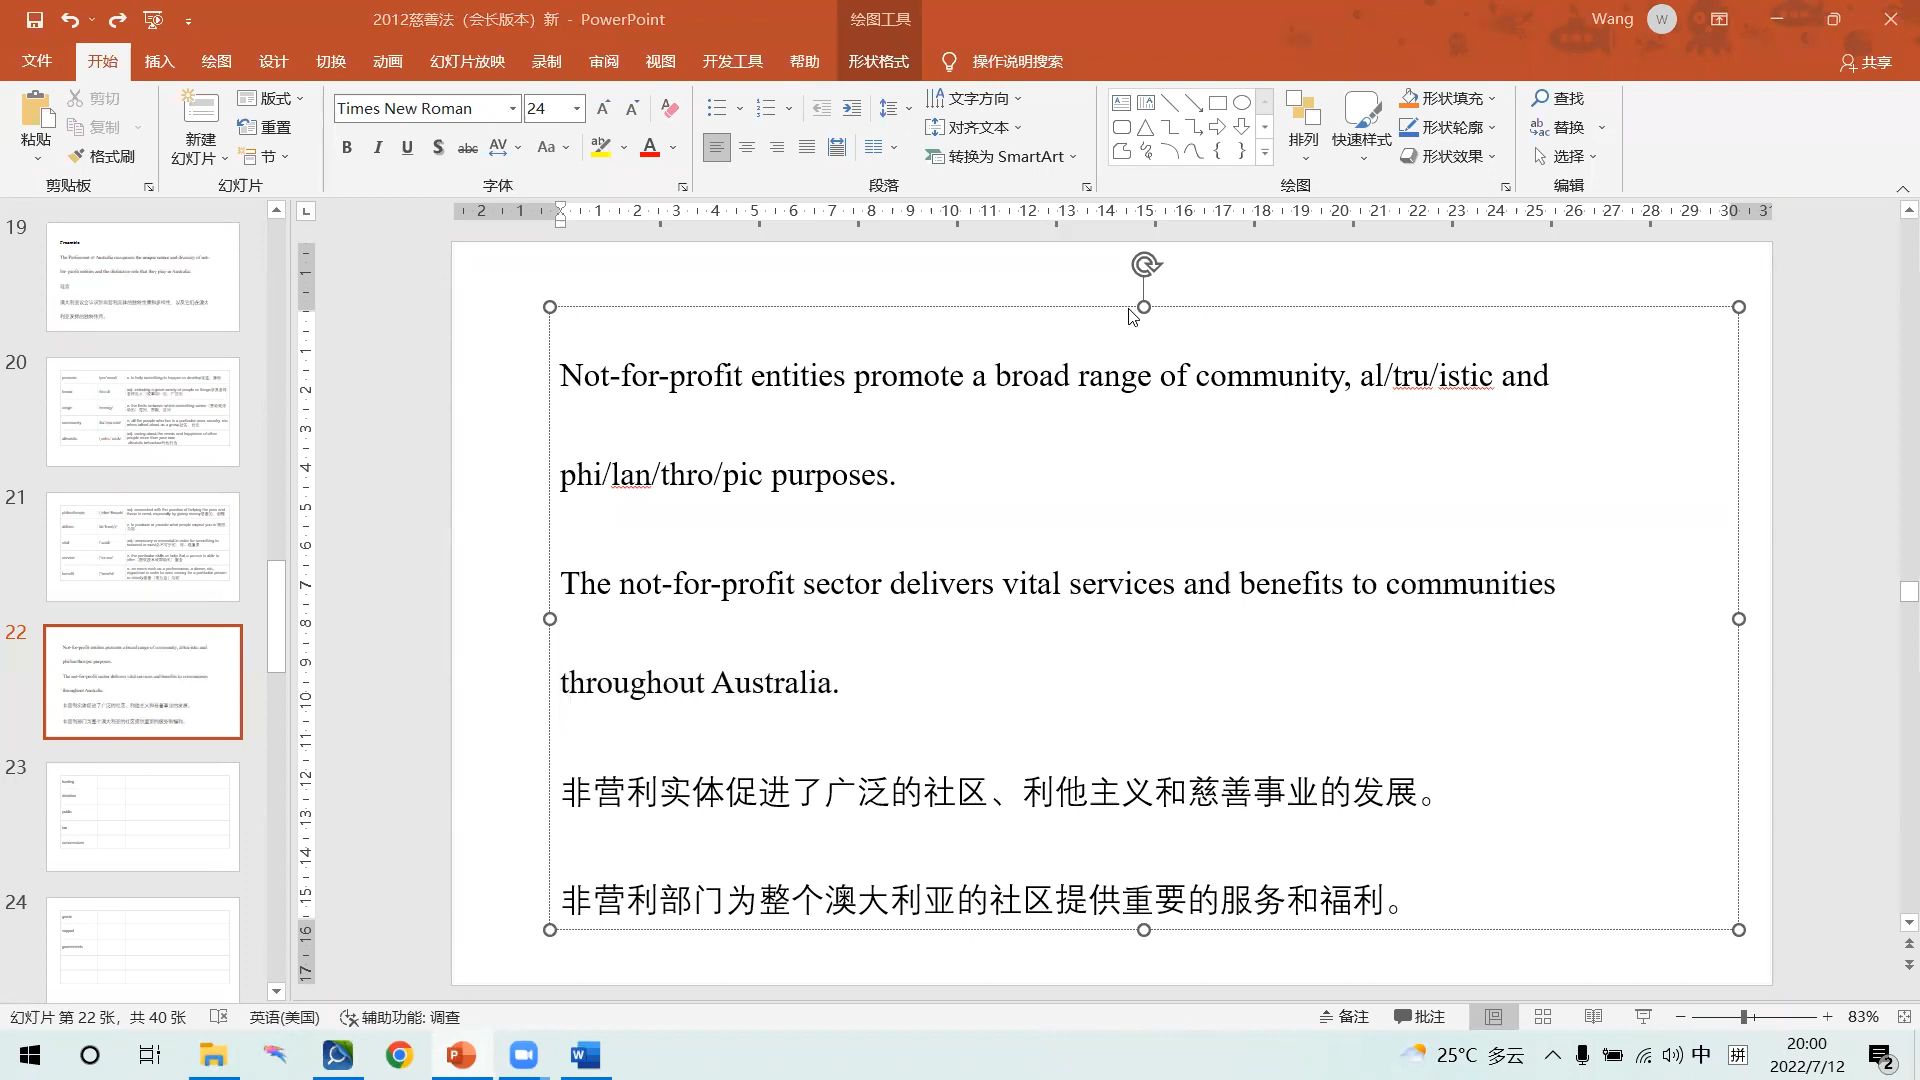 2012慈善法（会长版本）新 - PowerPoint
绘图工具
Wang
W
文件
开始
插入
绘图
设计
切换
动画
幻灯片放映
录制
审阅
视图
开发工具
帮助
形状格式
操作说明搜索
共享
粘贴
剪切
复制
格式刷
剪贴板
新建
幻灯片
版式
重置
节
幻灯片
Times New Roman
24
字体
文字方向
对齐文本
转换为 SmartArt
段落
排列
快速样式
形状填充
形状轮廓
形状效果
绘图
查找
替换
选择
编辑
19
20
21
22
23
24
Not-for-profit entities promote a broad range of community, al/tru/istic and
phi/lan/thro/pic purposes.
The not-for-profit sector delivers vital services and benefits to communities
throughout Australia.
非营利实体促进了广泛的社区、利他主义和慈善事业的发展。
非营利部门为整个澳大利亚的社区提供重要的服务和福利。
幻灯片 第 22 张，共 40 张
英语(美国)
辅助功能: 调查
备注
批注
83%
25°C 多云
中
拼
20:00
2022/7/12
2